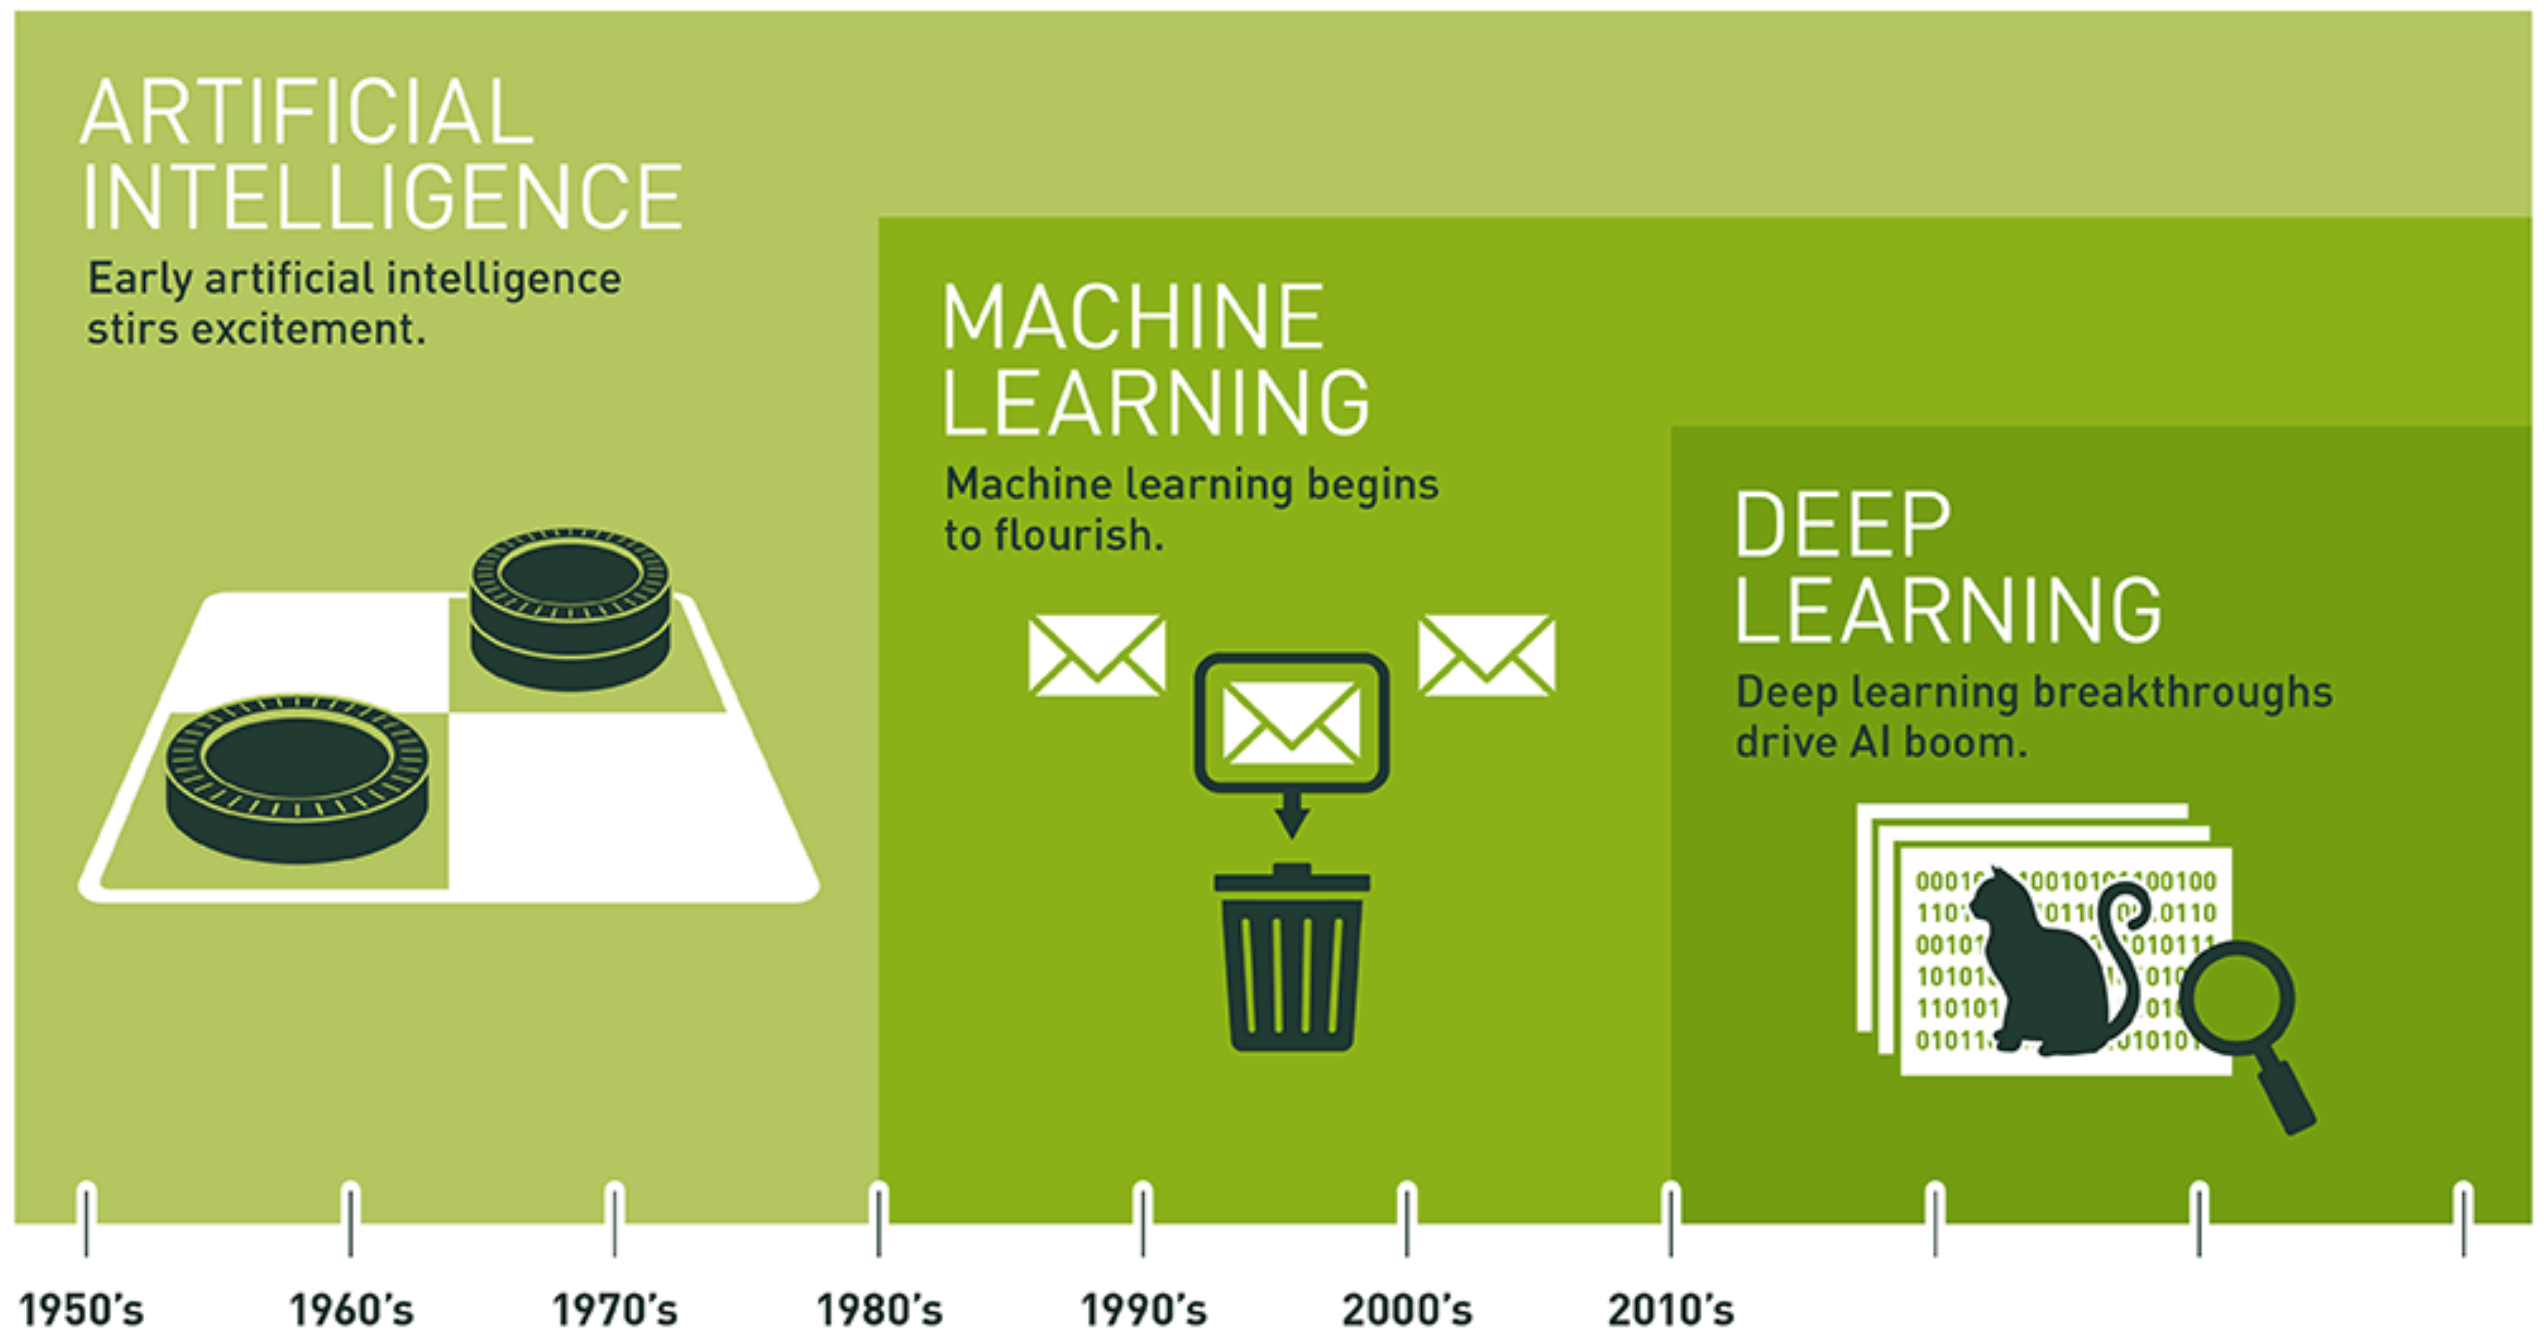 ARTIFICIAL
INTELLIGENCE
Early artificial intelligence
stirs excitement.
MACHINE
LEARNING
Machine learning begins
to flourish.
DEEP
LEARNING
Deep learning breakthroughs
drive AI boom.
1950's
1960's
1970's
1980's
1990's
2000's
2010's